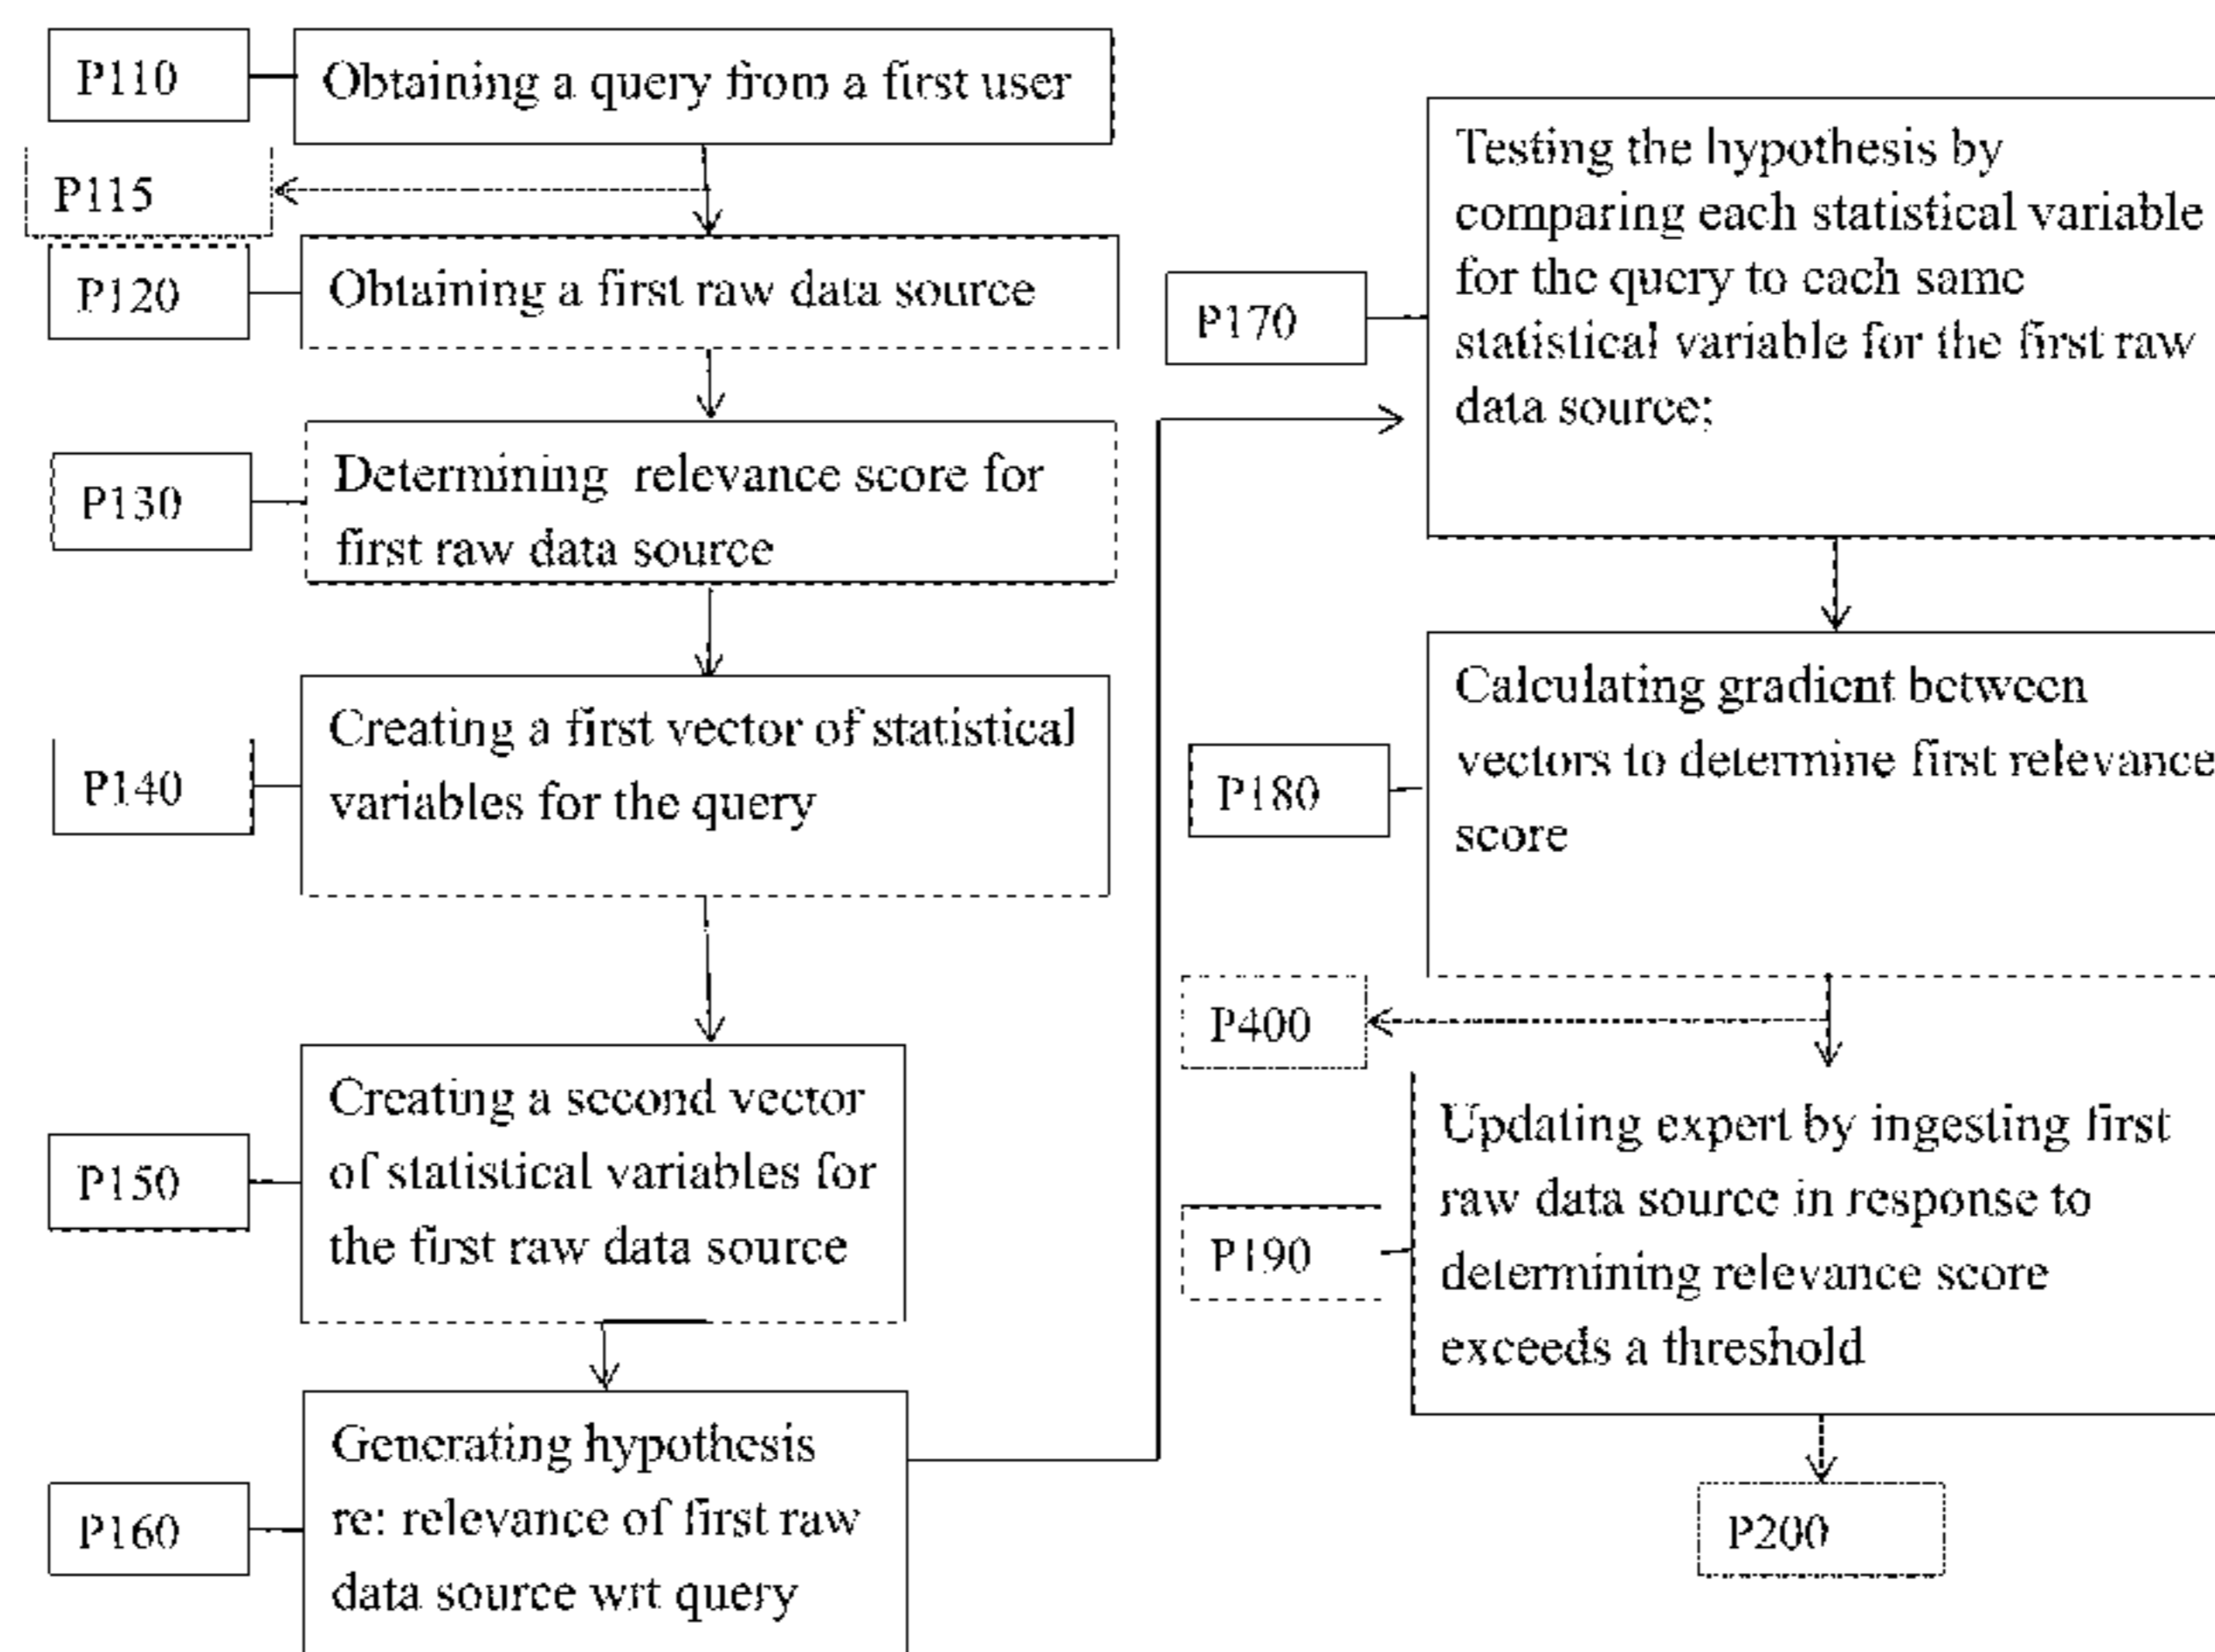 P110
Obtaining a query from a first user
P115
P120
Obtaining a first raw data source
P130
Determining relevance score for
first raw data source
P140
Creating a first vector of statistical
variables for the query
P150
Creating a second vector
of statistical variables for
the first raw data source
P160
Generating hypothesis
re: relevance of first raw
data source wrt query
P170
Testing the hypothesis by
comparing each statistical variable
for the query to each same
statistical variable for the first raw
data source;
P180
Calculating gradient between
vectors to determine first relevance
score
P400
P190
Updating expert by ingesting first
raw data source in response to
determining relevance score
exceeds a threshold
P200